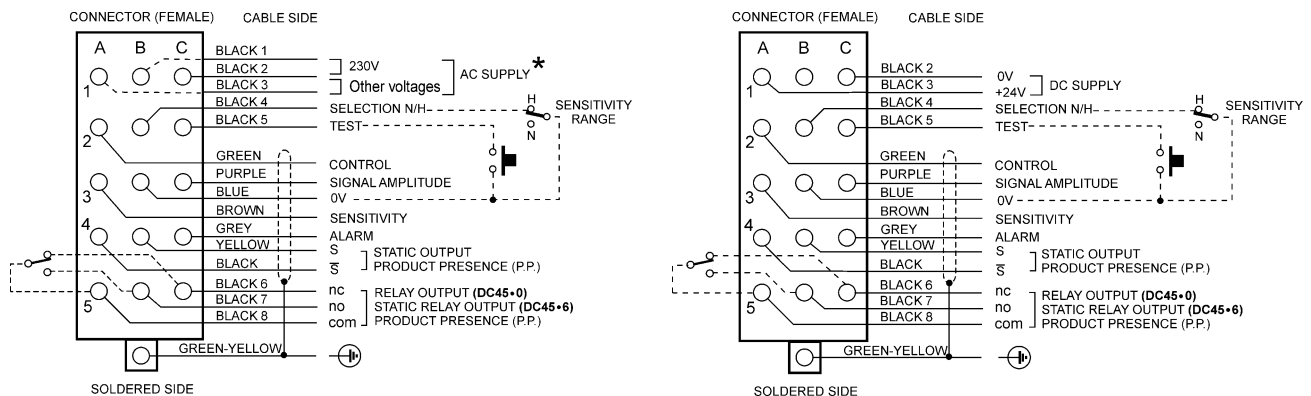 CONNECTOR (FEMALE) CABLE SIDE
A B C
BLACK 1
BLACK 2 230V
AC SUPPLY *
1 BLACK 3 Other voltages
BLACK 4 SELECTION N/H H SENSITIVITY RANGE
BLACK 5 TEST N
2
GREEN CONTROL
PURPLE SIGNAL AMPLITUDE
3 BLUE 0V
BROWN SENSITIVITY
4 GREY ALARM
YELLOW S STATIC OUTPUT
BLACK S̅ PRODUCT PRESENCE (P.P.)
BLACK 6 nc RELAY OUTPUT (DC45•0)
5 BLACK 7 no STATIC RELAY OUTPUT (DC45•6)
BLACK 8 com PRODUCT PRESENCE (P.P.)
GREEN-YELLOW
SOLDERED SIDE
CONNECTOR (FEMALE) CABLE SIDE
A B C
BLACK 2 0V
DC SUPPLY
1 BLACK 3 +24V
BLACK 4 SELECTION N/H H SENSITIVITY RANGE
BLACK 5 TEST N
2
GREEN CONTROL
PURPLE SIGNAL AMPLITUDE
3 BLUE 0V
BROWN SENSITIVITY
4 GREY ALARM
YELLOW S STATIC OUTPUT
BLACK S̅ PRODUCT PRESENCE (P.P.)
BLACK 6 nc RELAY OUTPUT (DC45•0)
5 BLACK 7 no STATIC RELAY OUTPUT (DC45•6)
BLACK 8 com PRODUCT PRESENCE (P.P.)
GREEN-YELLOW
SOLDERED SIDE